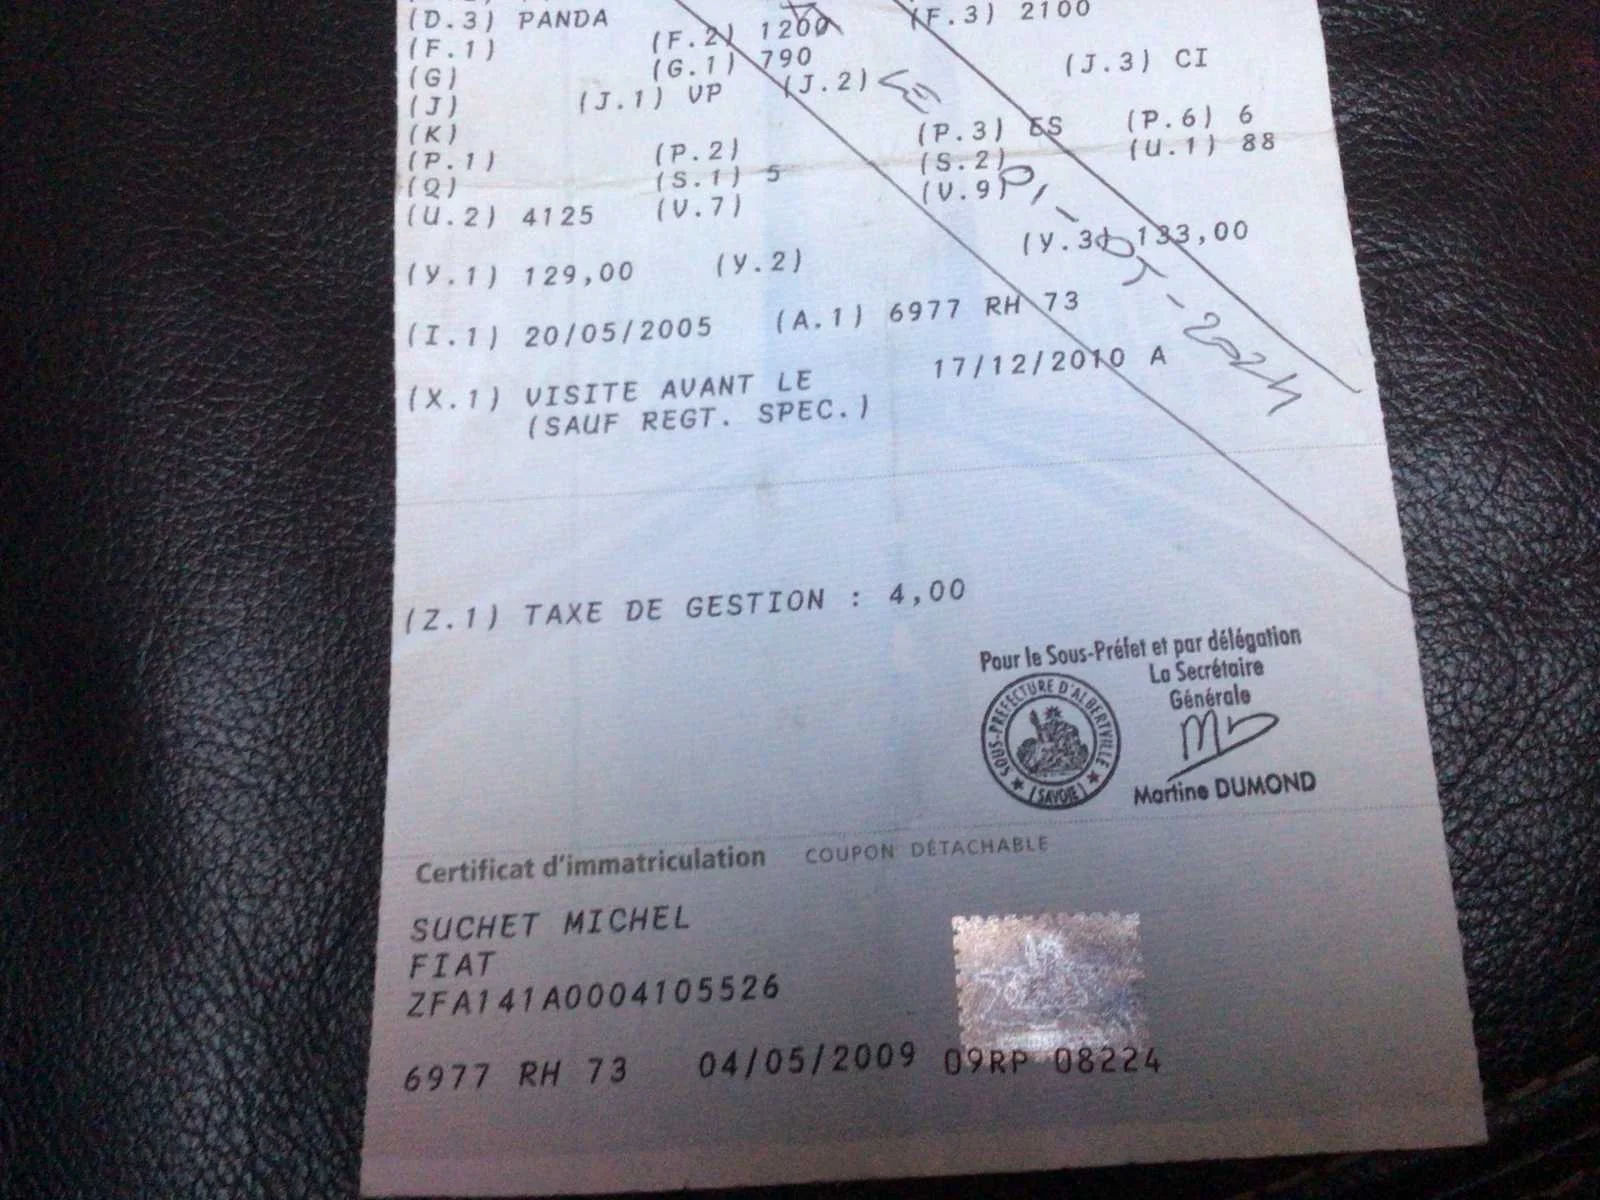 (D.3) PANDA (F.3) 2100
(F.1) (F.2) 1200
(G) (G.1) 790 (J.3) CI
(J) (J.1) VP (J.2)
(K) (P.3) ES (P.6) 6
(P.1) (P.2) (S.2) (U.1) 88
(Q) (S.1) 5 (V.9)
(U.2) 4125 (V.7)
(Y.1) 129,00 (Y.2) (Y.3) 133,00
(I.1) 20/05/2005 (A.1) 6977 RH 73
(X.1) VISITE AVANT LE 17/12/2010 A
(SAUF REGT. SPEC.)
(Z.1) TAXE DE GESTION : 4,00
Pour le Sous-Préfet et par délégation
La Secrétaire
Générale
SOUS-PREFECTURE D'ALBERTVILLE
(SAVOIE)
Martine DUMOND
Certificat d'immatriculation COUPON DÉTACHABLE
SUCHET MICHEL
FIAT
ZFA141A0004105526
6977 RH 73 04/05/2009 09RP 08224